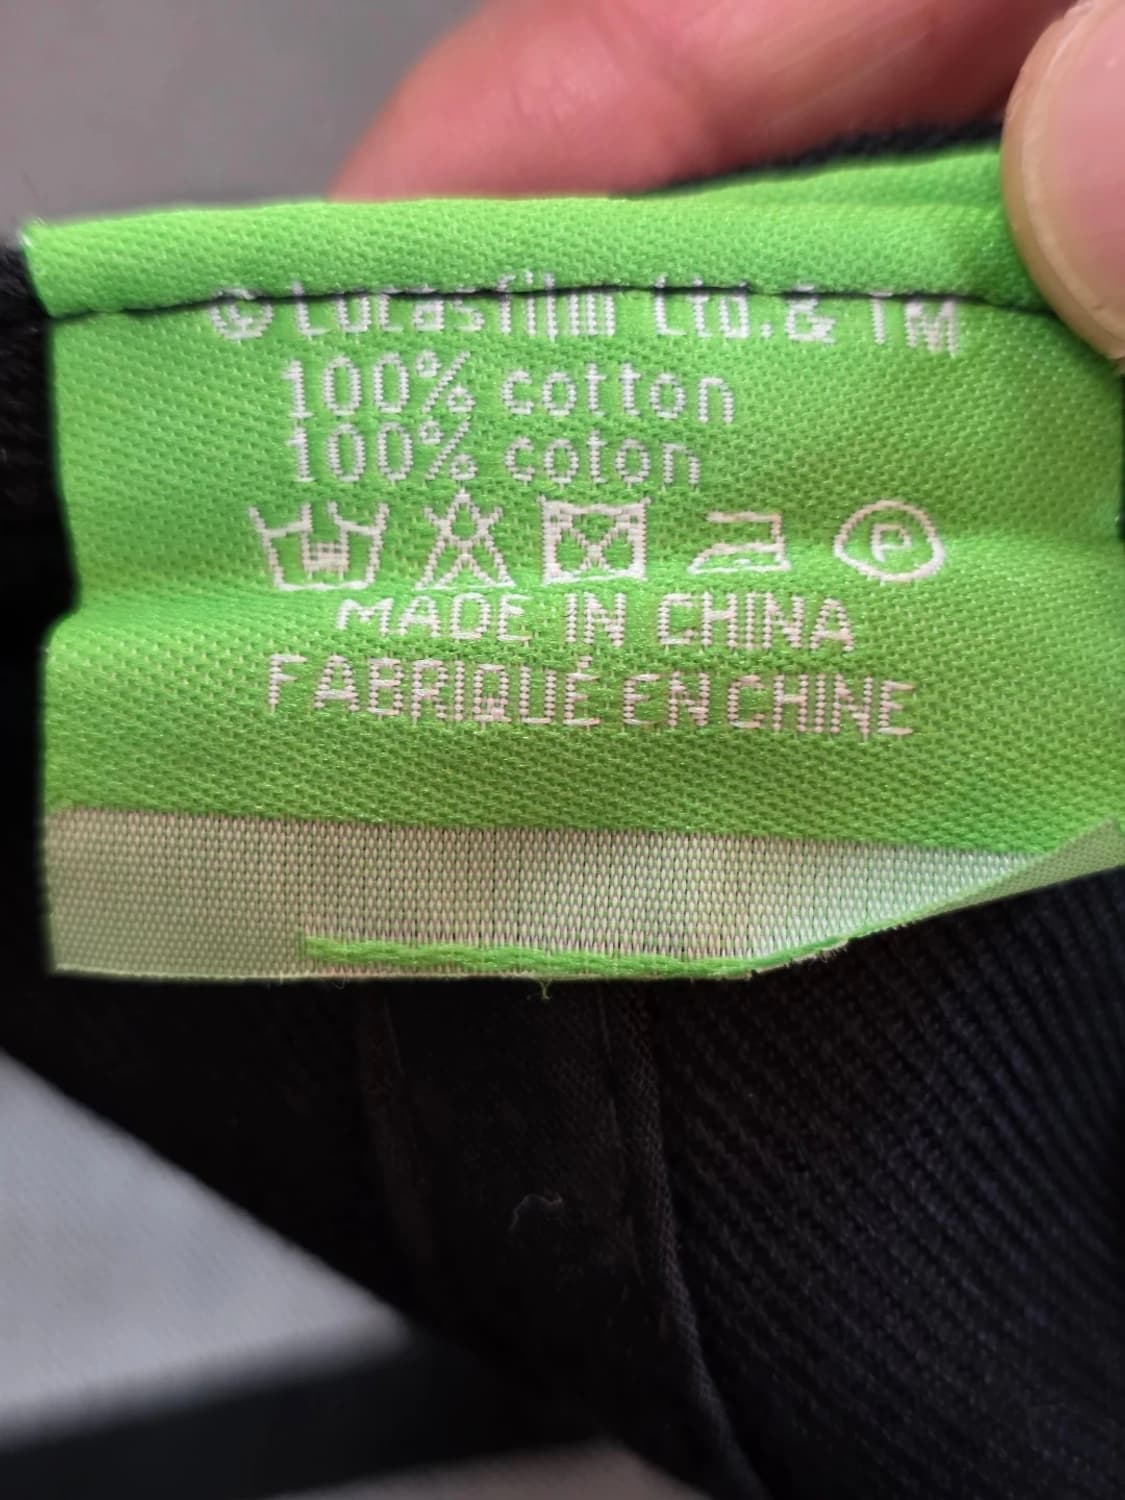 © Lucasfilm Ltd. & TM
100% cotton
100% coton
P
MADE IN CHINA
FABRIQUÉ EN CHINE